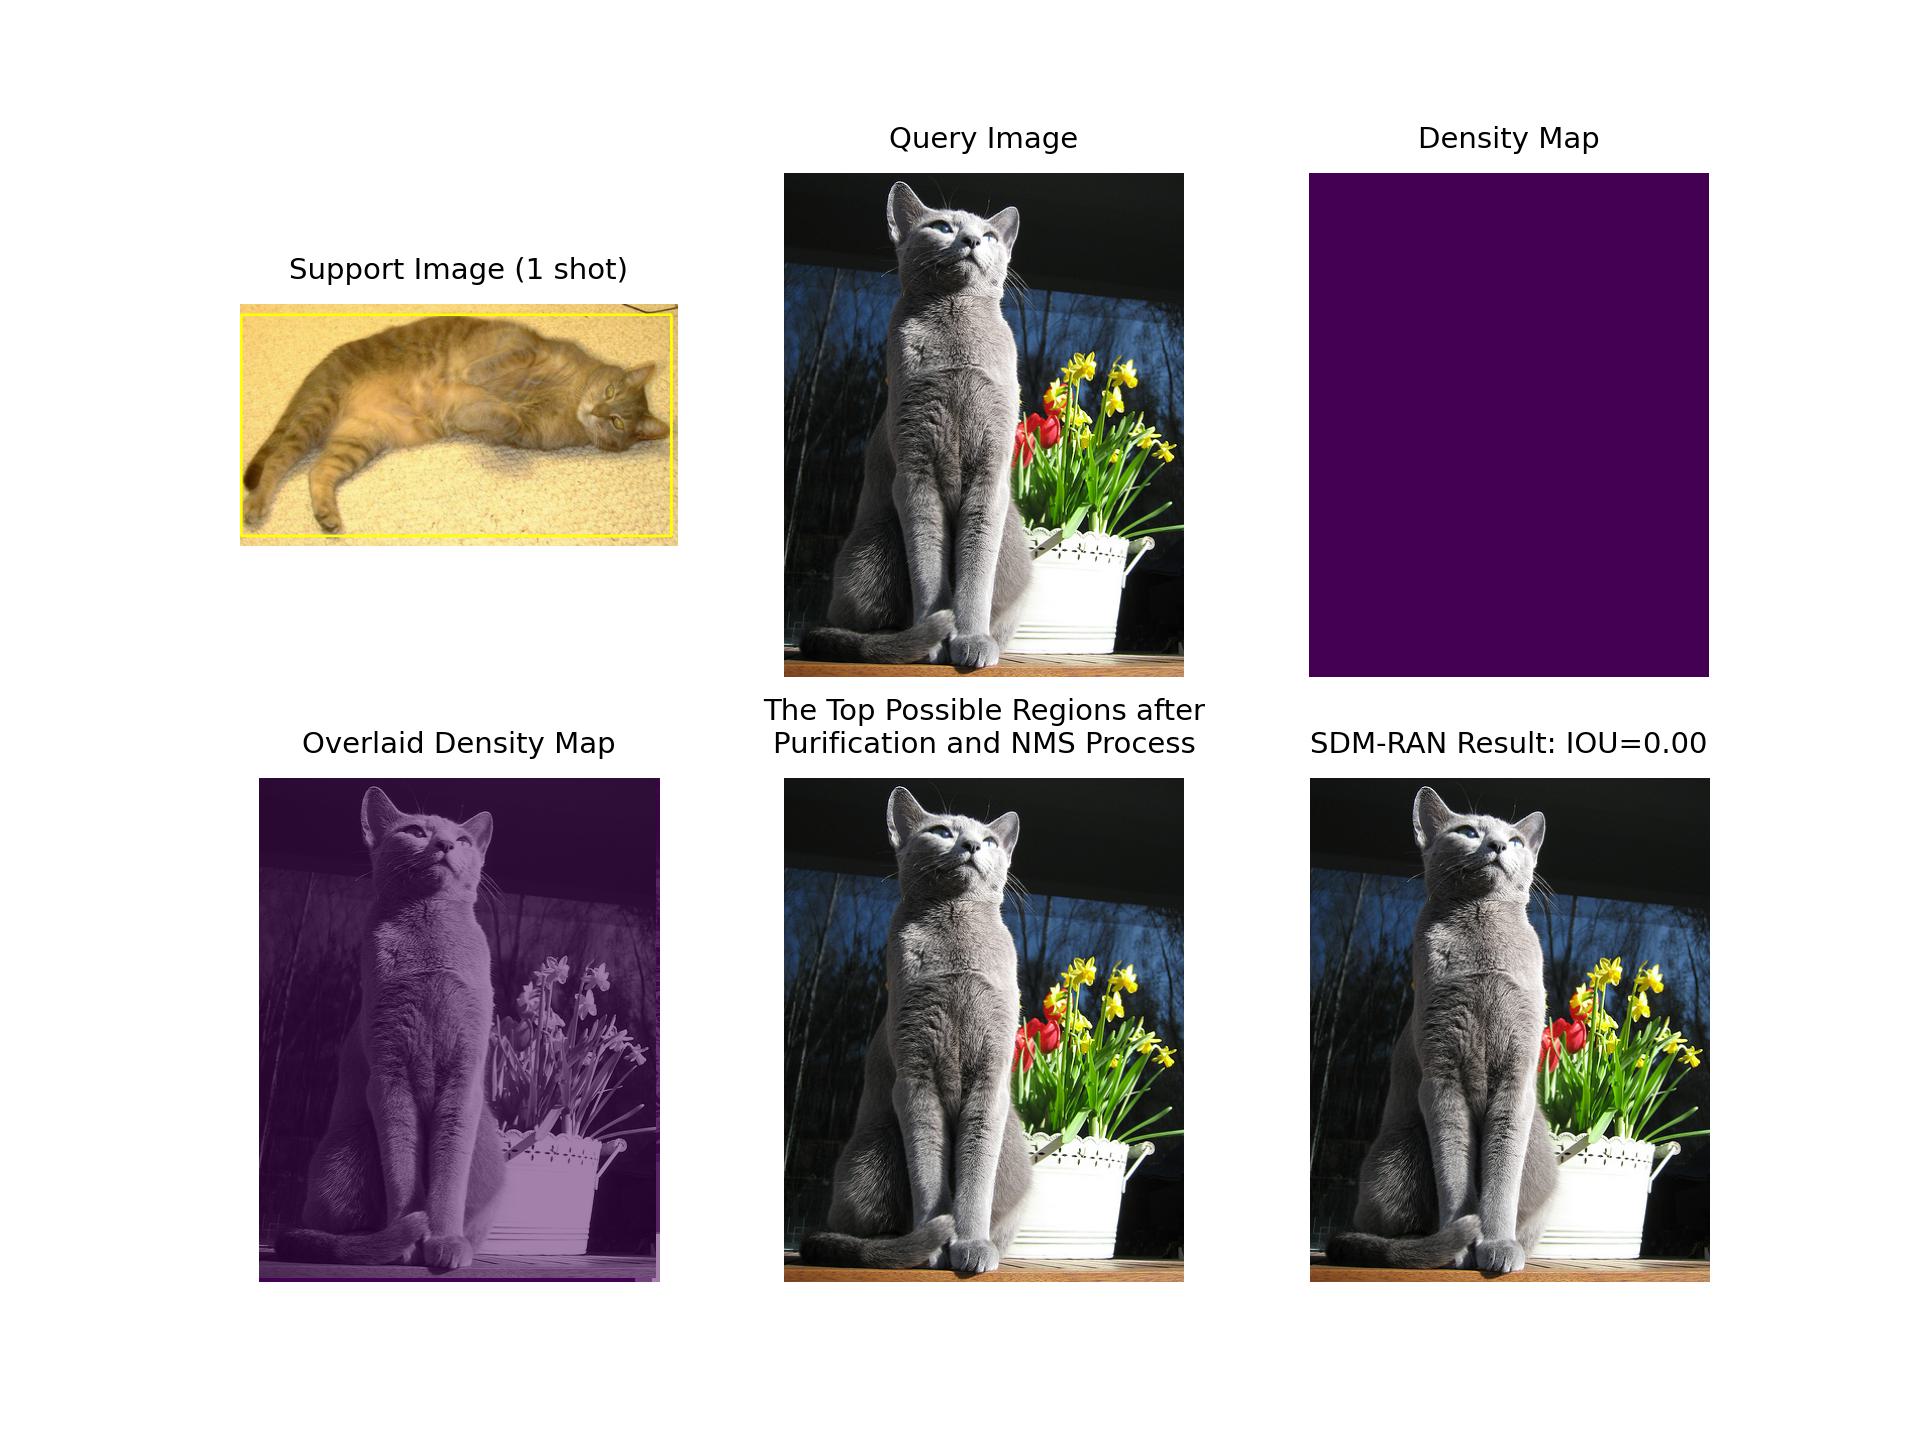 Query Image
Density Map
Support Image (1 shot)
The Top Possible Regions after
Purification and NMS Process
Overlaid Density Map
SDM-RAN Result: IOU=0.00